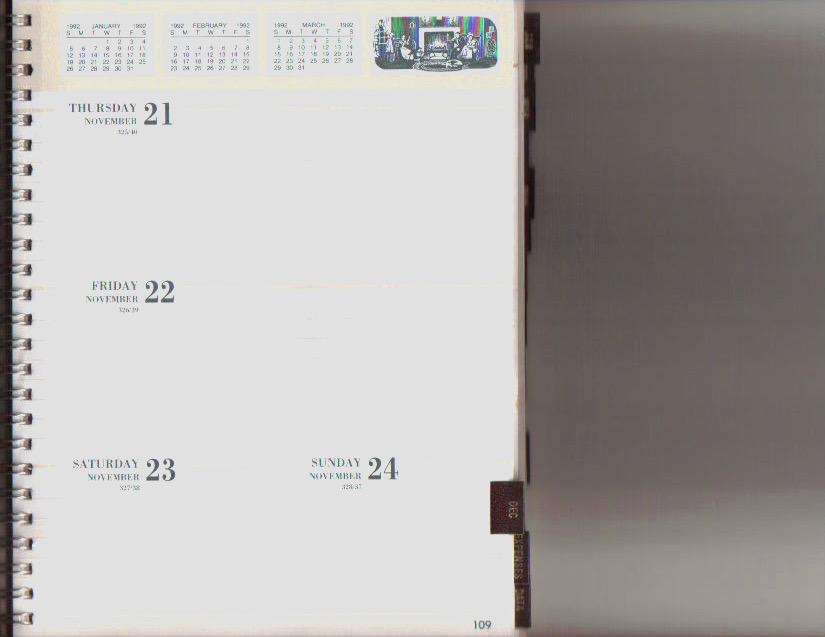 1992 JANUARY 1992
S M T W T F S
1 2 3 4
5 6 7 8 9 10 11
12 13 14 15 16 17 18
19 20 21 22 23 24 25
26 27 28 29 30 31
1992 FEBRUARY 1992
S M T W T F S
1
2 3 4 5 6 7 8
9 10 11 12 13 14 15
16 17 18 19 20 21 22
23 24 25 26 27 28 29
1992 MARCH 1992
S M T W T F S
1 2 3 4 5 6 7
8 9 10 11 12 13 14
15 16 17 18 19 20 21
22 23 24 25 26 27 28
29 30 31
THURSDAY 21
NOVEMBER
325/40
FRIDAY 22
NOVEMBER
326/39
SATURDAY 23
NOVEMBER
327/38
SUNDAY 24
NOVEMBER
328/37
DEC
EXPENSES
DATA
109